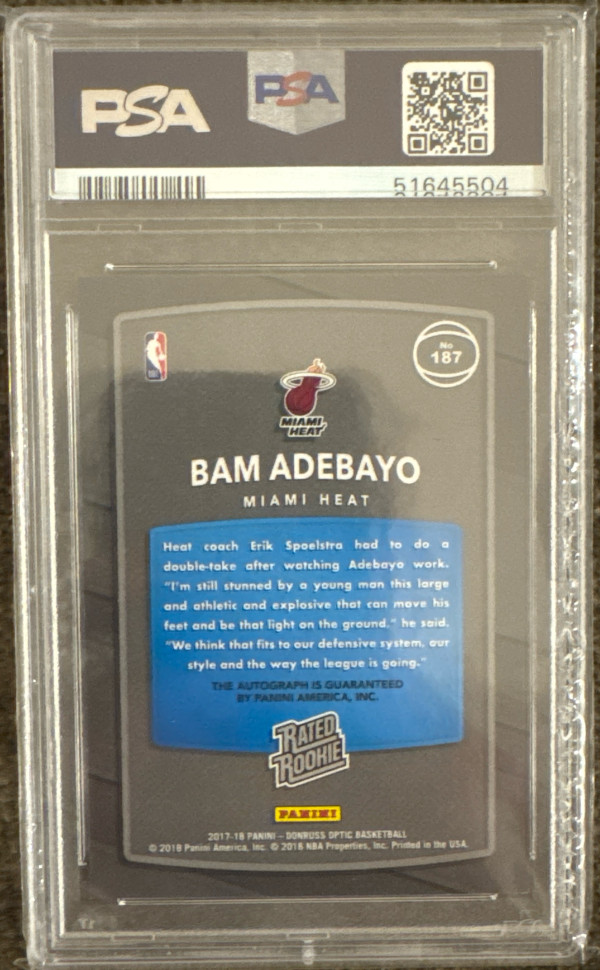 PSA
PSA
51645504
No
187
MIAMI
HEAT
BAM ADEBAYO
MIAMI HEAT
Heat coach Erik Spoelstra had to do a
double-take after watching Adebayo work.
"I'm still stunned by a young man this large
and athletic and explosive that can move his
feet and be that light on the ground," he said.
"We think that fits to our defensive system, our
style and the way the league is going."
THE AUTOGRAPH IS GUARANTEED
BY PANINI AMERICA, INC.
RATED
ROOKIE
PANINI
2017-18 PANINI – DONRUSS OPTIC BASKETBALL
© 2018 Panini America, Inc. © 2018 NBA Properties, Inc. Printed in the USA.